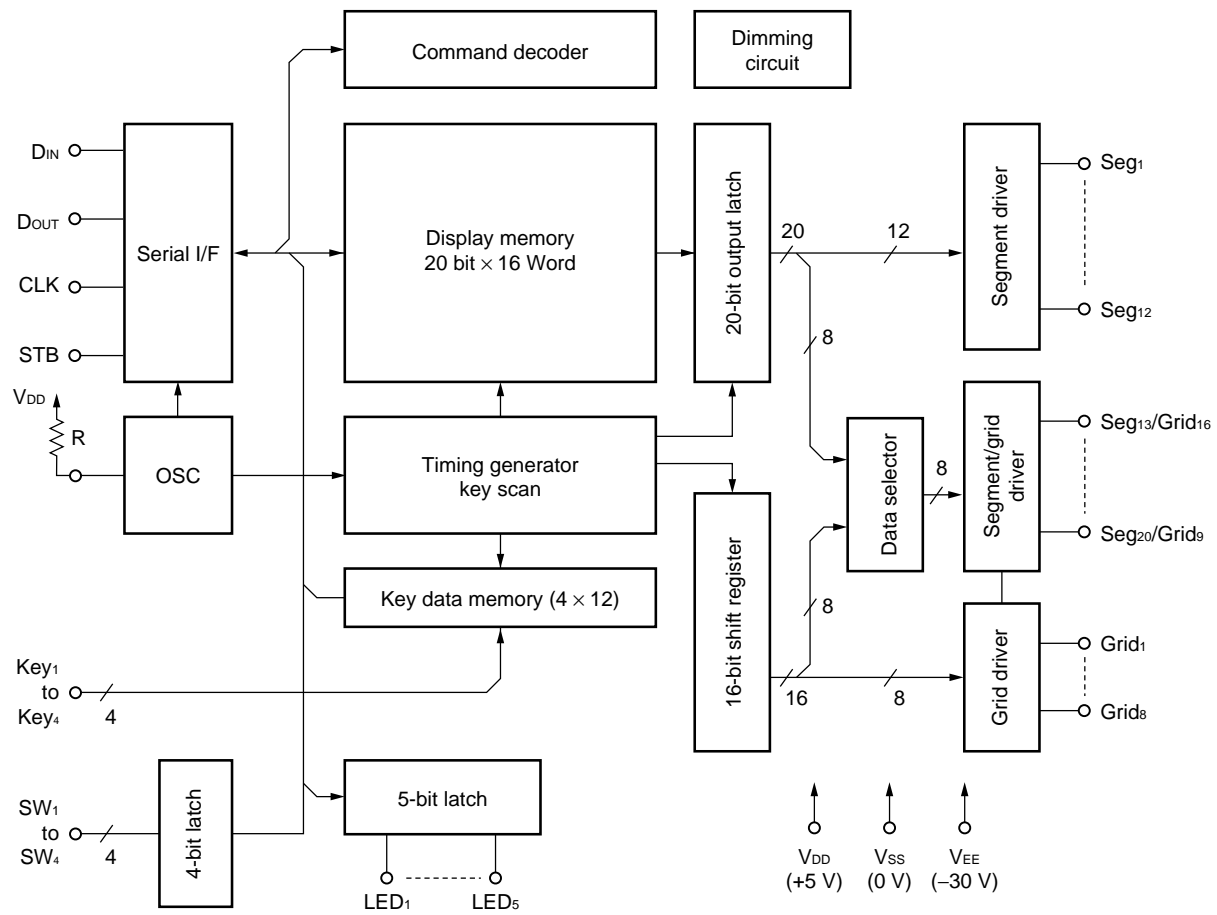 Command decoder
Dimming
circuit
DIN
DOUT
CLK
STB
Serial I/F
Display memory
20 bit × 16 Word
20-bit output latch
20
12
8
Segment driver
Seg1
Seg12
VDD
R
OSC
Timing generator
key scan
Key data memory (4 × 12)
16-bit shift register
Data selector
8
Segment/grid
driver
Seg13/Grid16
Seg20/Grid9
8
16
8
Grid driver
Grid1
Grid8
Key1
to
Key4
4
SW1
to
SW4
4
4-bit latch
5-bit latch
LED1
LED5
VDD
(+5 V)
VSS
(0 V)
VEE
(−30 V)